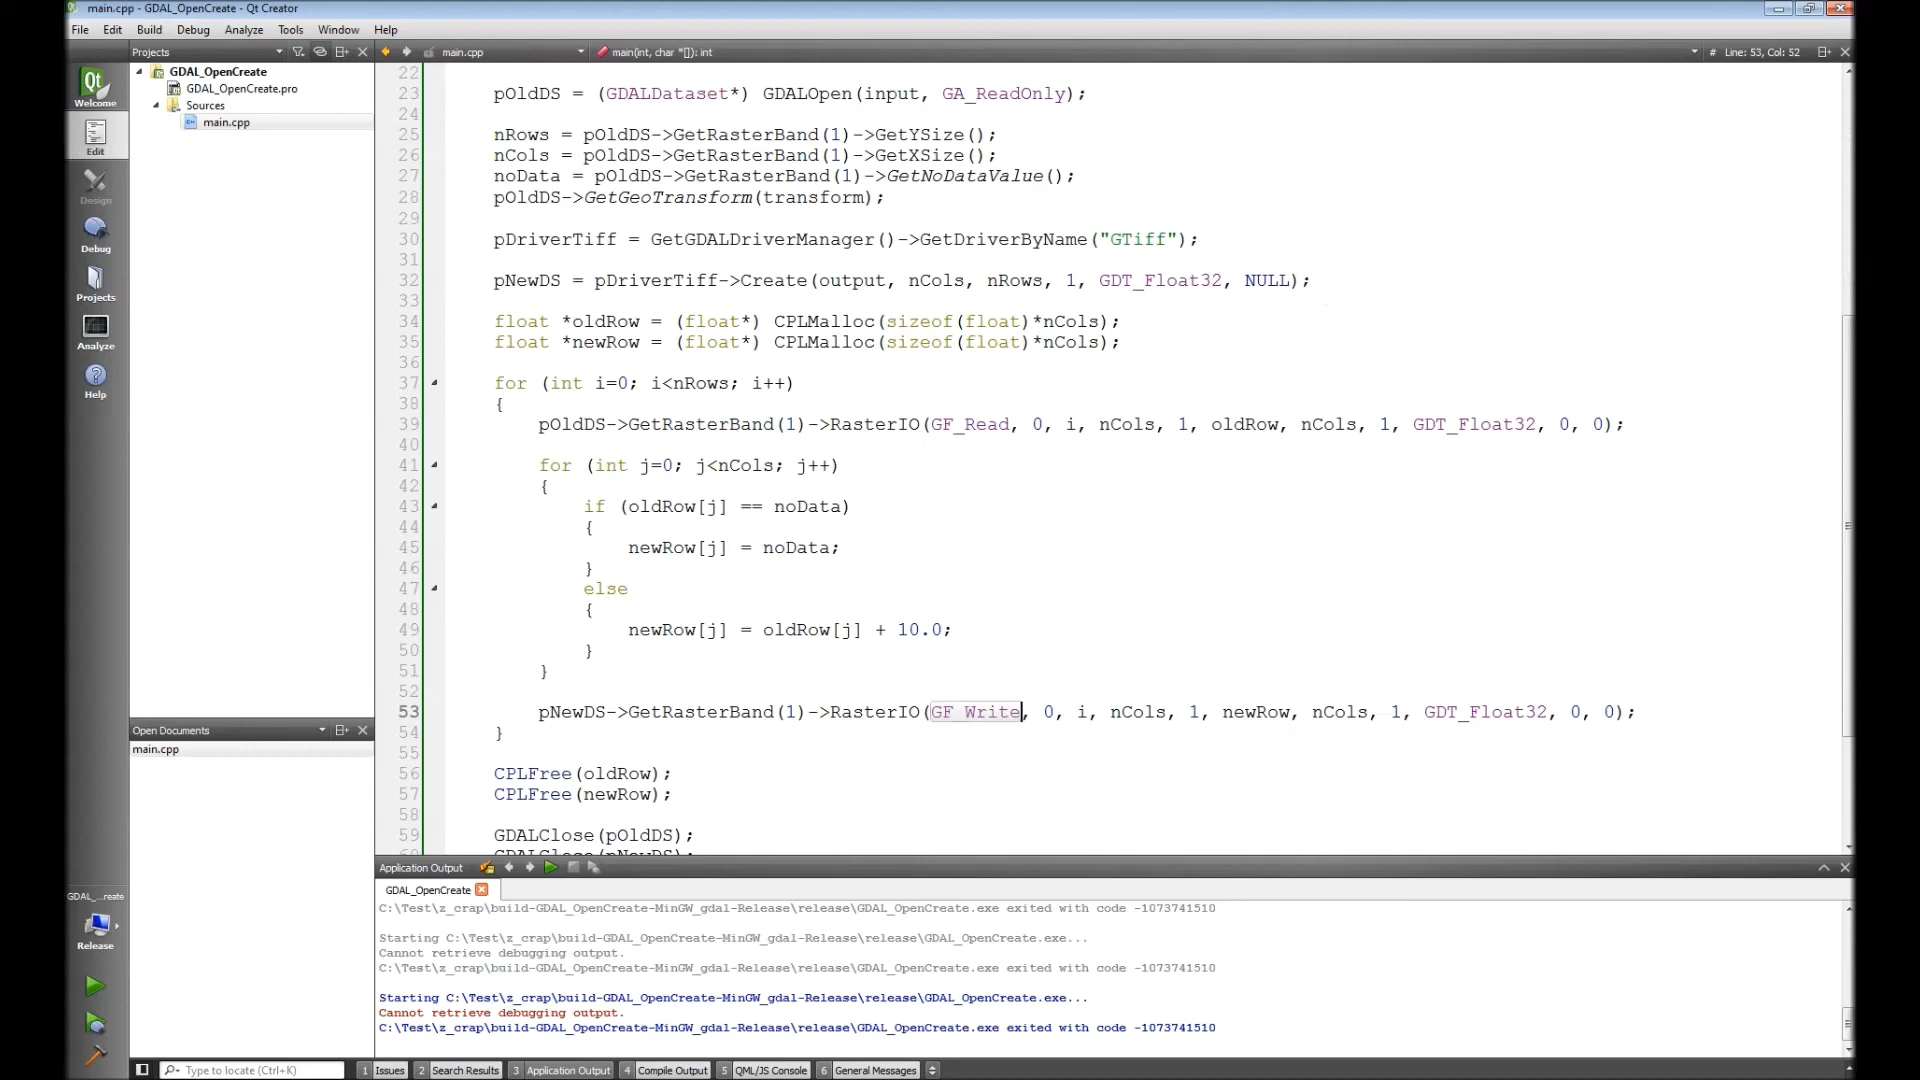 main.cpp - GDAL_OpenCreate - Qt Creator
File Edit Build Debug Analyze Tools Window Help
Projects main.cpp main(int, char *[]): int # Line: 53, Col: 52
GDAL_OpenCreate
GDAL_OpenCreate.pro
Sources
main.cpp
Qt
Welcome
Edit
Design
Debug
Projects
Analyze
Help
22
23 pOldDS = (GDALDataset*) GDALOpen(input, GA_ReadOnly);
24
25 nRows = pOldDS->GetRasterBand(1)->GetYSize();
26 nCols = pOldDS->GetRasterBand(1)->GetXSize();
27 noData = pOldDS->GetRasterBand(1)->GetNoDataValue();
28 pOldDS->GetGeoTransform(transform);
29
30 pDriverTiff = GetGDALDriverManager()->GetDriverByName("GTiff");
31
32 pNewDS = pDriverTiff->Create(output, nCols, nRows, 1, GDT_Float32, NULL);
33
34 float *oldRow = (float*) CPLMalloc(sizeof(float)*nCols);
35 float *newRow = (float*) CPLMalloc(sizeof(float)*nCols);
36
37 for (int i=0; i<nRows; i++)
38 {
39 pOldDS->GetRasterBand(1)->RasterIO(GF_Read, 0, i, nCols, 1, oldRow, nCols, 1, GDT_Float32, 0, 0);
40
41 for (int j=0; j<nCols; j++)
42 {
43 if (oldRow[j] == noData)
44 {
45 newRow[j] = noData;
46 }
47 else
48 {
49 newRow[j] = oldRow[j] + 10.0;
50 }
51 }
52
53 pNewDS->GetRasterBand(1)->RasterIO(GF_Write, 0, i, nCols, 1, newRow, nCols, 1, GDT_Float32, 0, 0);
54 }
55
56 CPLFree(oldRow);
57 CPLFree(newRow);
58
59 GDALClose(pOldDS);
60 GDALClose(pNewDS);
Open Documents
main.cpp
Application Output
GDAL_OpenCreate
C:\Test\z_crap\build-GDAL_OpenCreate-MinGW_gdal-Release\release\GDAL_OpenCreate.exe exited with code -1073741510
Starting C:\Test\z_crap\build-GDAL_OpenCreate-MinGW_gdal-Release\release\GDAL_OpenCreate.exe...
Cannot retrieve debugging output.
C:\Test\z_crap\build-GDAL_OpenCreate-MinGW_gdal-Release\release\GDAL_OpenCreate.exe exited with code -1073741510
Starting C:\Test\z_crap\build-GDAL_OpenCreate-MinGW_gdal-Release\release\GDAL_OpenCreate.exe...
Cannot retrieve debugging output.
C:\Test\z_crap\build-GDAL_OpenCreate-MinGW_gdal-Release\release\GDAL_OpenCreate.exe exited with code -1073741510
GDAL_...reate
Release
Type to locate (Ctrl+K) 1 Issues 2 Search Results 3 Application Output 4 Compile Output 5 QML/JS Console 6 General Messages